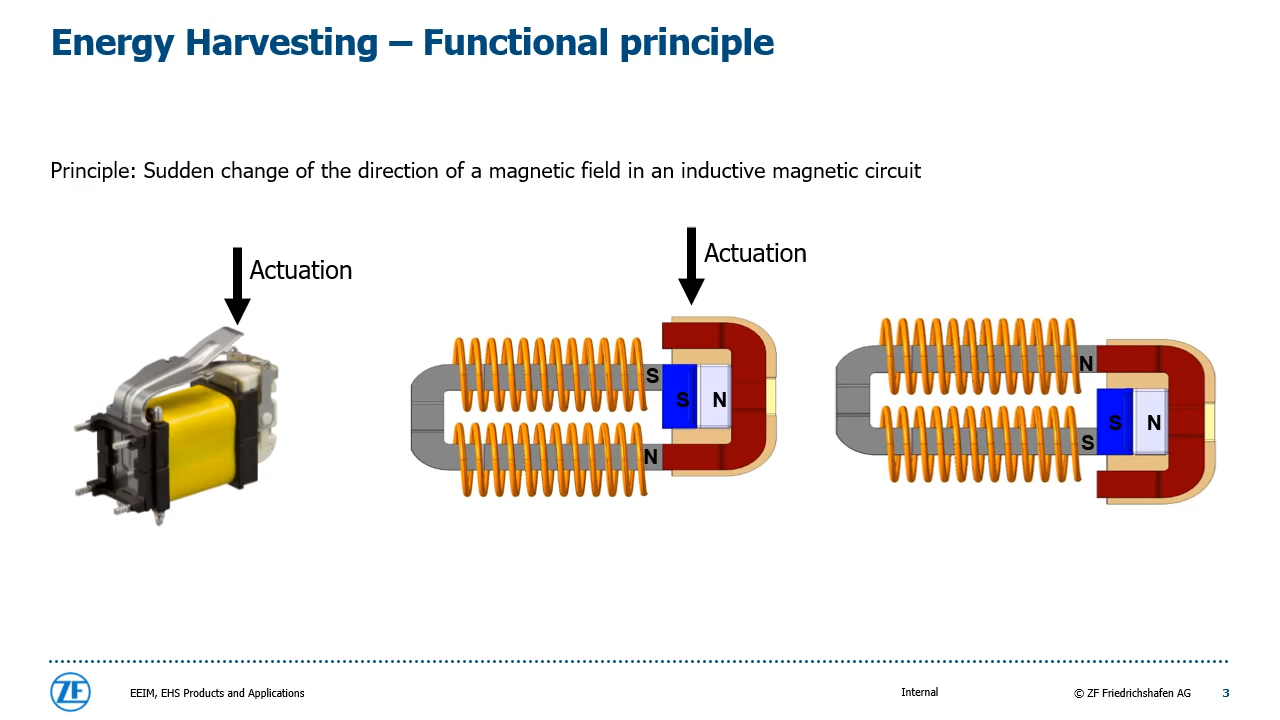 Energy Harvesting – Functional principle
Principle: Sudden change of the direction of a magnetic field in an inductive magnetic circuit
Actuation
Actuation
S
S
N
N
N
S
N
S
ZF
EEIM, EHS Products and Applications
Internal
© ZF Friedrichshafen AG
3